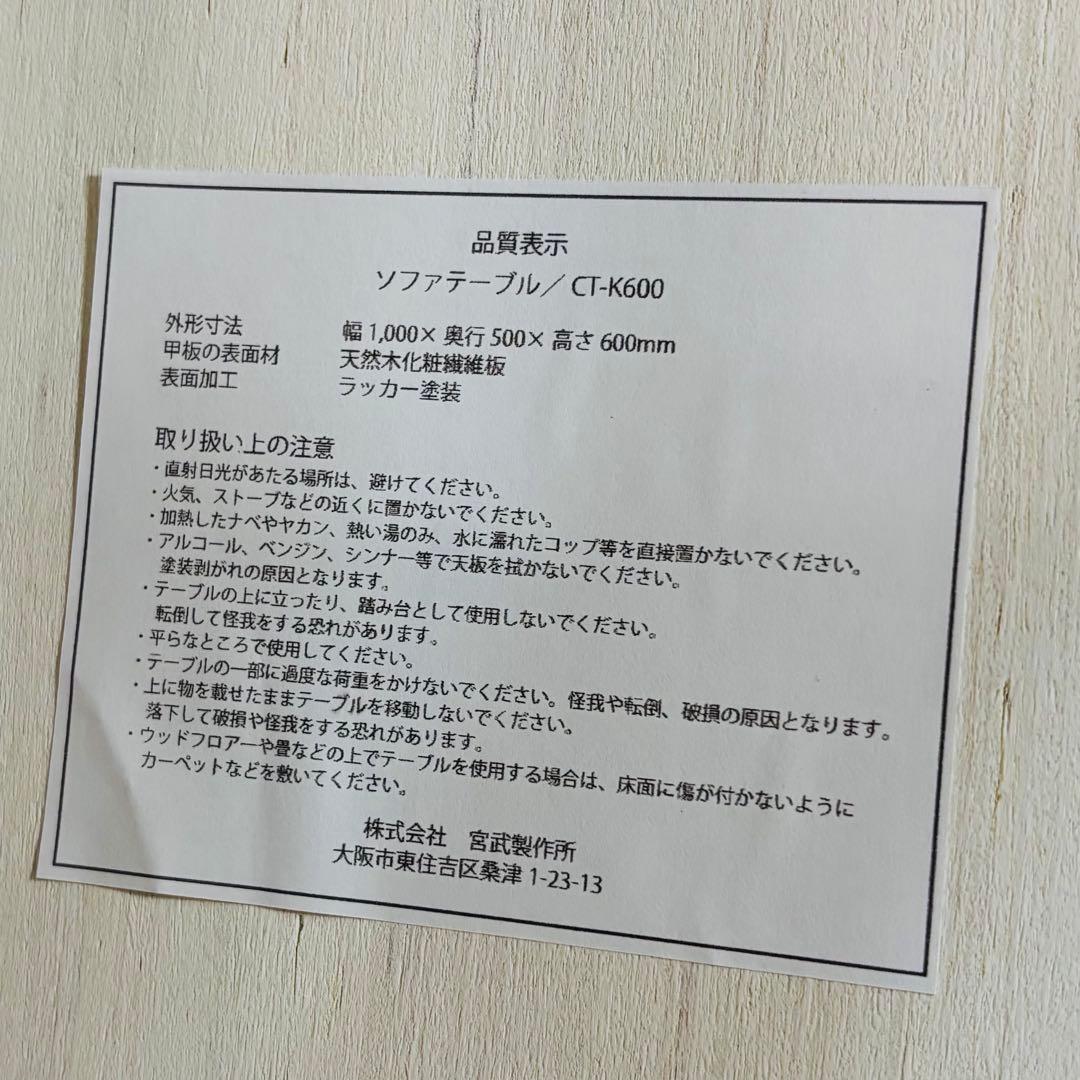 品質表示
ソファテーブル／CT-K600
外形寸法 幅1,000×奥行500×高さ600mm
甲板の表面材 天然木化粧繊維板
表面加工 ラッカー塗装
取り扱い上の注意
・直射日光があたる場所は、避けてください。
・火気、ストーブなどの近くに置かないでください。
・加熱したナベやヤカン、熱い湯のみ、水に濡れたコップ等を直接置かないでください。
・アルコール、ベンジン、シンナー等で天板を拭かないでください。
塗装剥がれの原因となります。
・テーブルの上に立ったり、踏み台として使用しないでください。
転倒して怪我をする恐れがあります。
・平らなところで使用してください。
・テーブルの一部に過度な荷重をかけないでください。怪我や転倒、破損の原因となります。
・上に物を載せたままテーブルを移動しないでください。
落下して破損や怪我をする恐れがあります。
・ウッドフロアーや畳などの上でテーブルを使用する場合は、床面に傷が付かないように
カーペットなどを敷いてください。
株式会社 宮武製作所
大阪市東住吉区桑津1-23-13